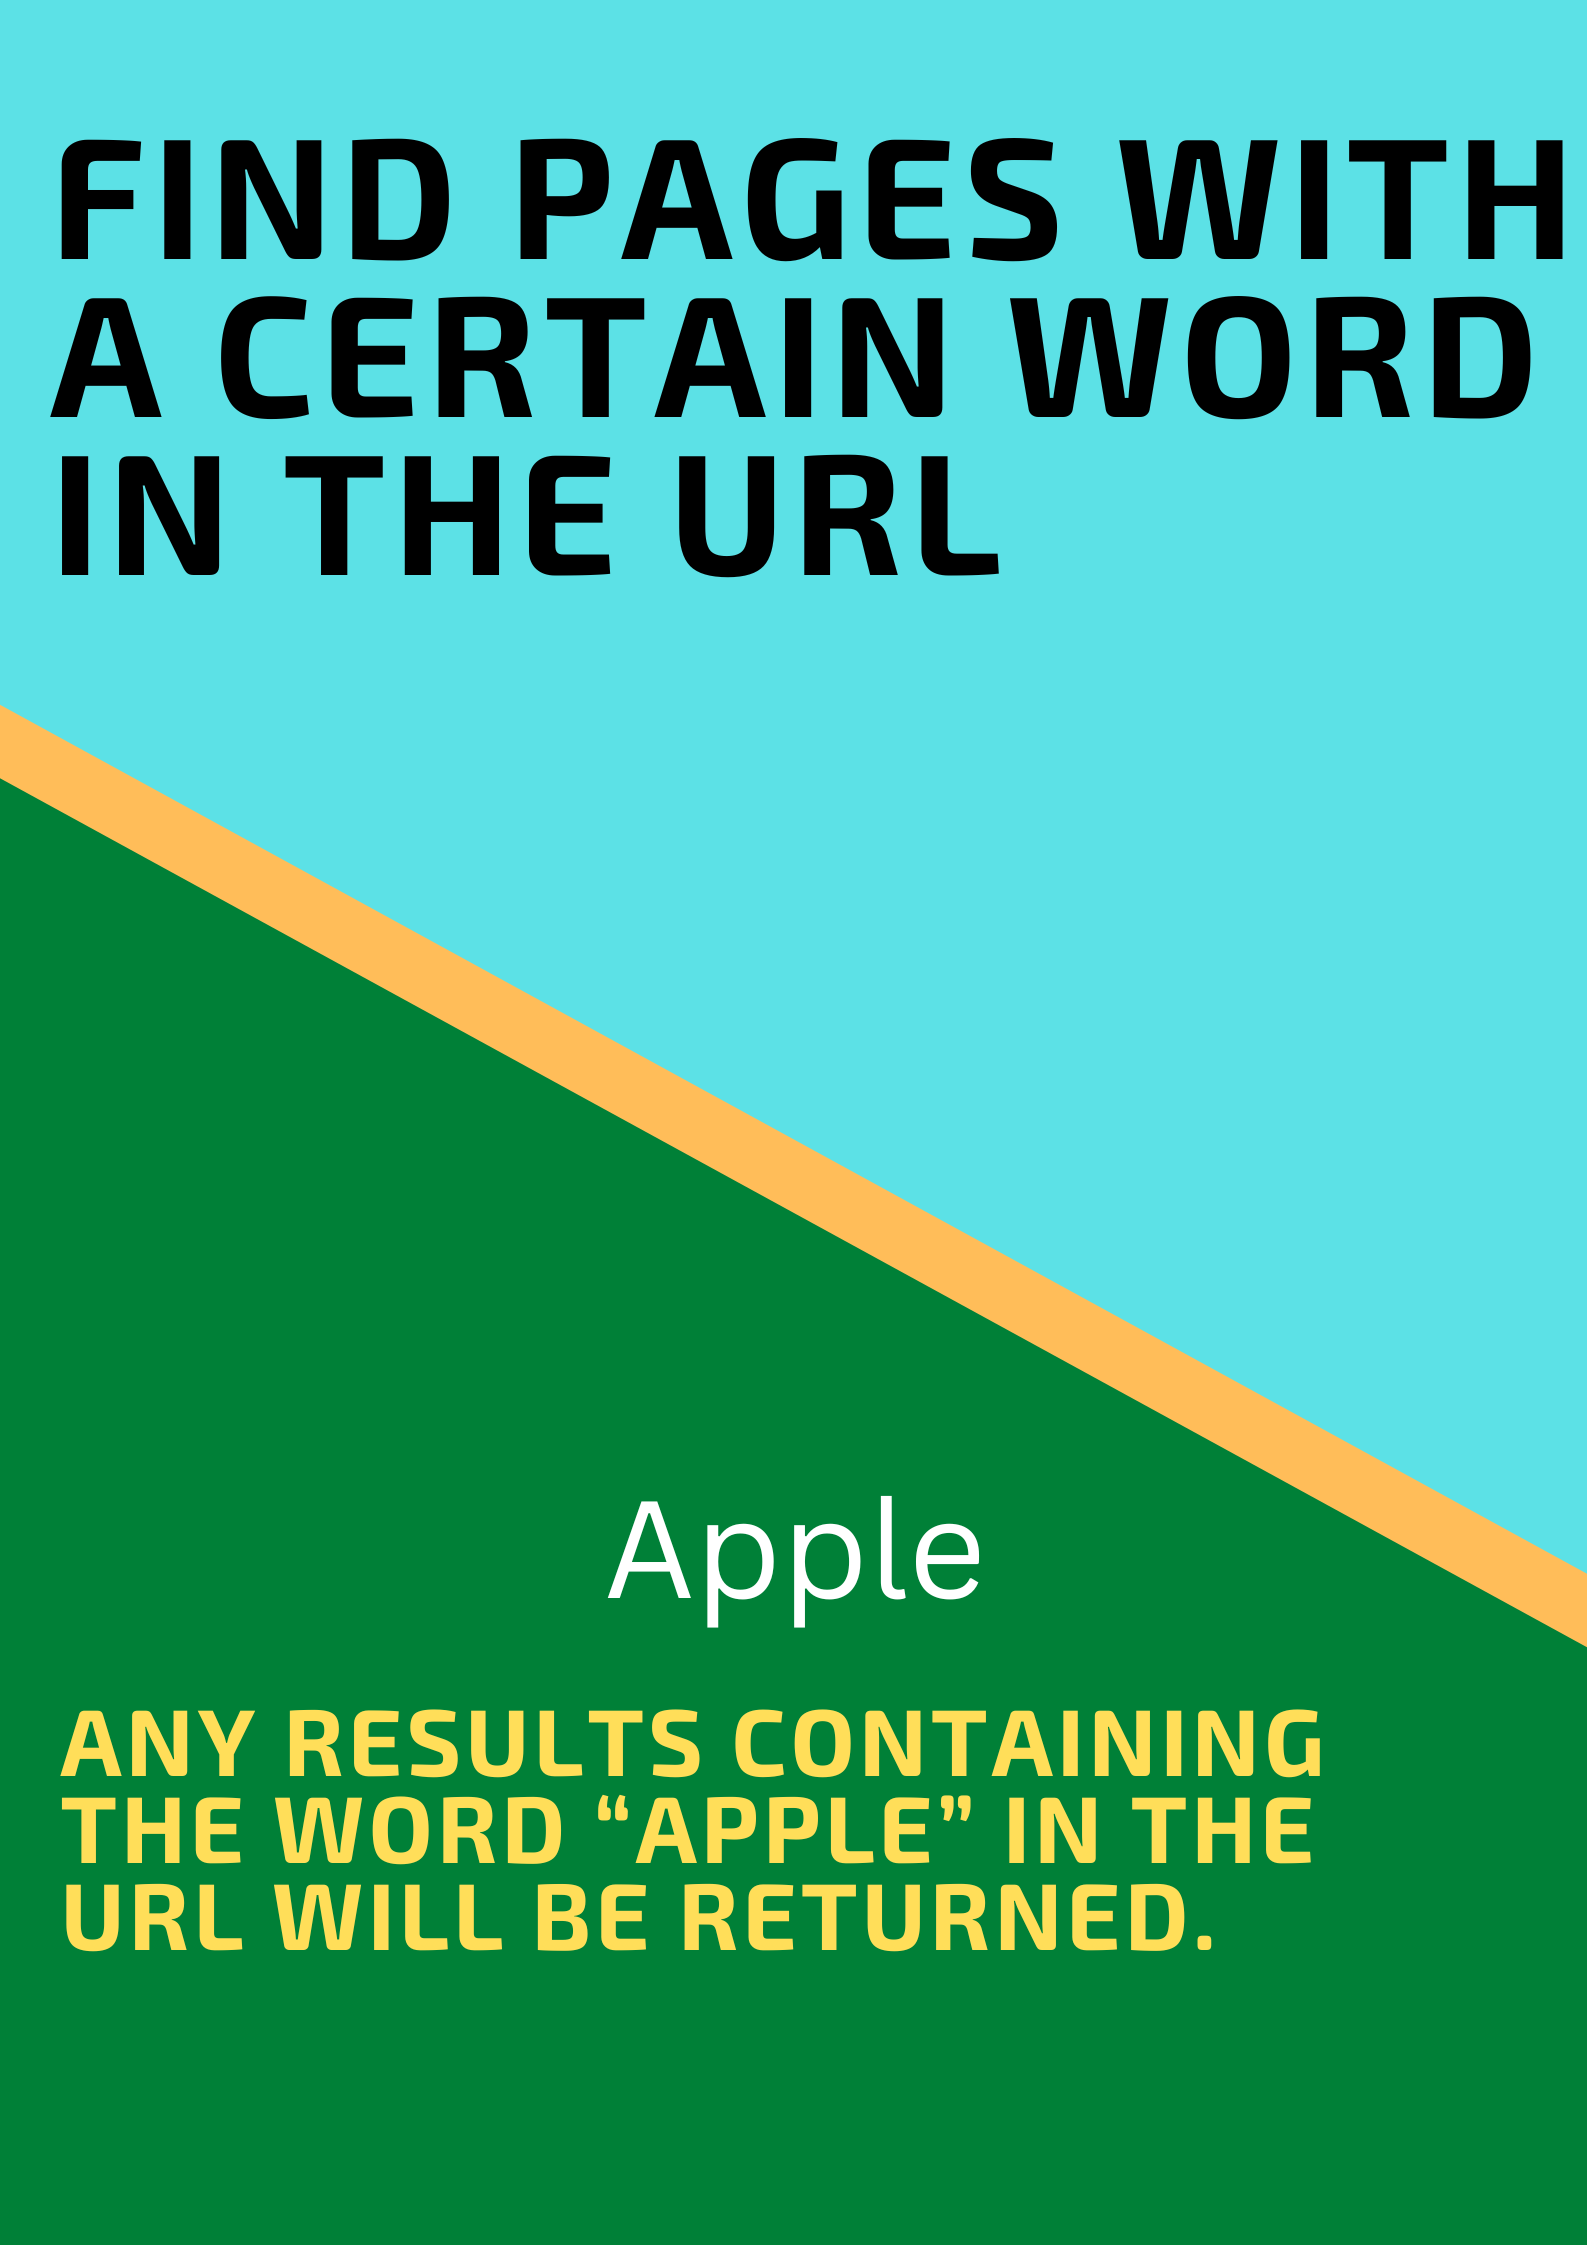 FIND PAGES WITH
A CERTAIN WORD
IN THE URL
Apple
ANY RESULTS CONTAINING
THE WORD “APPLE” IN THE
URL WILL BE RETURNED.